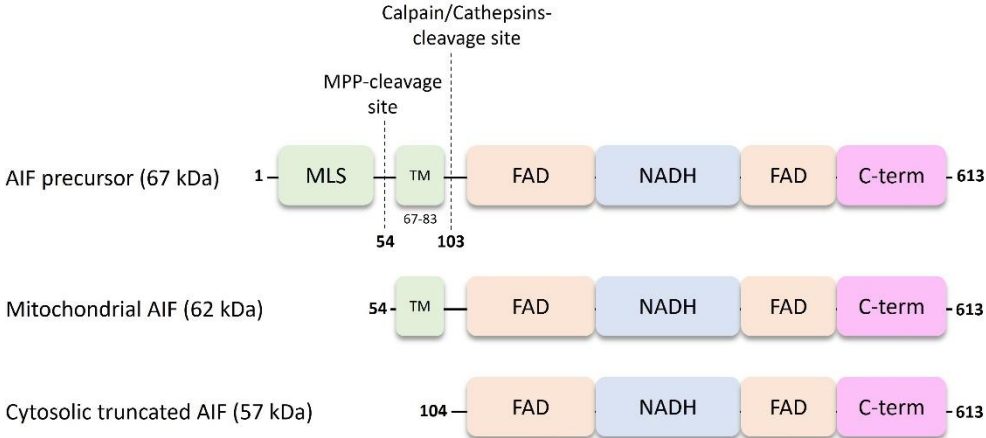 Calpain/Cathepsins-
cleavage site
MPP-cleavage
site
AIF precursor (67 kDa) 1 MLS TM FAD NADH FAD C-term 613
67-83
54 103
Mitochondrial AIF (62 kDa) 54 TM FAD NADH FAD C-term 613
Cytosolic truncated AIF (57 kDa) 104 FAD NADH FAD C-term 613